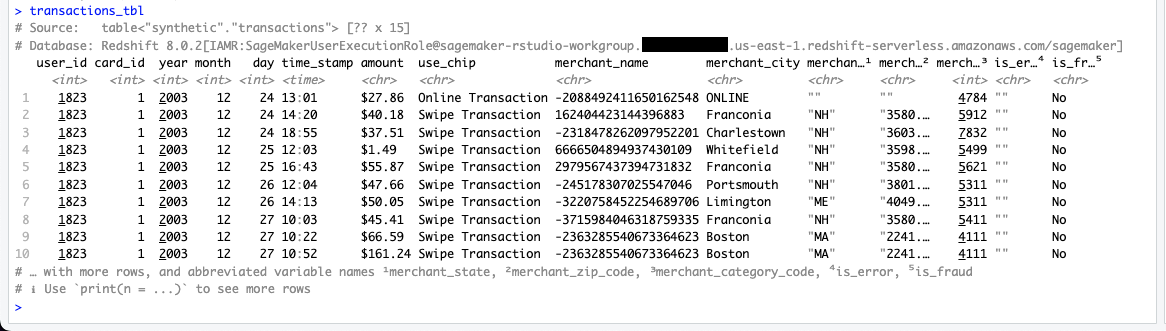 > transactions_tbl
# Source:   table<"synthetic"."transactions"> [?? x 15]
# Database: Redshift 8.0.2[IAMR:SageMakerUserExecutionRole@sagemaker-rstudio-workgroup. .us-east-1.redshift-serverless.amazonaws.com/sagemaker]
user_id card_id year month day time_stamp amount use_chip merchant_name merchant_city merchan…¹ merch…² merch…³ is_er…⁴ is_fr…⁵
<int> <int> <int> <int> <int> <time> <chr> <chr> <chr> <chr> <chr> <chr> <int> <chr> <chr>
1 1823 1 2003 12 24 13:01 $27.86 Online Transaction -2088492411650162548 ONLINE "" "" 4784 "" No
2 1823 1 2003 12 24 14:20 $40.18 Swipe Transaction 162404423144396883 Franconia "NH" "3580.… 5912 "" No
3 1823 1 2003 12 24 18:55 $37.51 Swipe Transaction -2318478262097952201 Charlestown "NH" "3603.… 7832 "" No
4 1823 1 2003 12 25 12:03 $1.49 Swipe Transaction 6666504894937430109 Whitefield "NH" "3598.… 5499 "" No
5 1823 1 2003 12 25 16:43 $55.87 Swipe Transaction 2979567437394731832 Franconia "NH" "3580.… 5621 "" No
6 1823 1 2003 12 26 12:04 $47.66 Swipe Transaction -245178307025547046 Portsmouth "NH" "3801.… 5311 "" No
7 1823 1 2003 12 26 14:13 $50.05 Swipe Transaction -3220758452254689706 Limington "ME" "4049.… 5311 "" No
8 1823 1 2003 12 27 10:03 $45.41 Swipe Transaction -3715984046318759335 Franconia "NH" "3580.… 5411 "" No
9 1823 1 2003 12 27 10:22 $66.59 Swipe Transaction -2363285540673364623 Boston "MA" "2241.… 4111 "" No
10 1823 1 2003 12 27 10:52 $161.24 Swipe Transaction -2363285540673364623 Boston "MA" "2241.… 4111 "" No
# … with more rows, and abbreviated variable names ¹merchant_state, ²merchant_zip_code, ³merchant_category_code, ⁴is_error, ⁵is_fraud
# ℹ Use `print(n = ...)` to see more rows
>